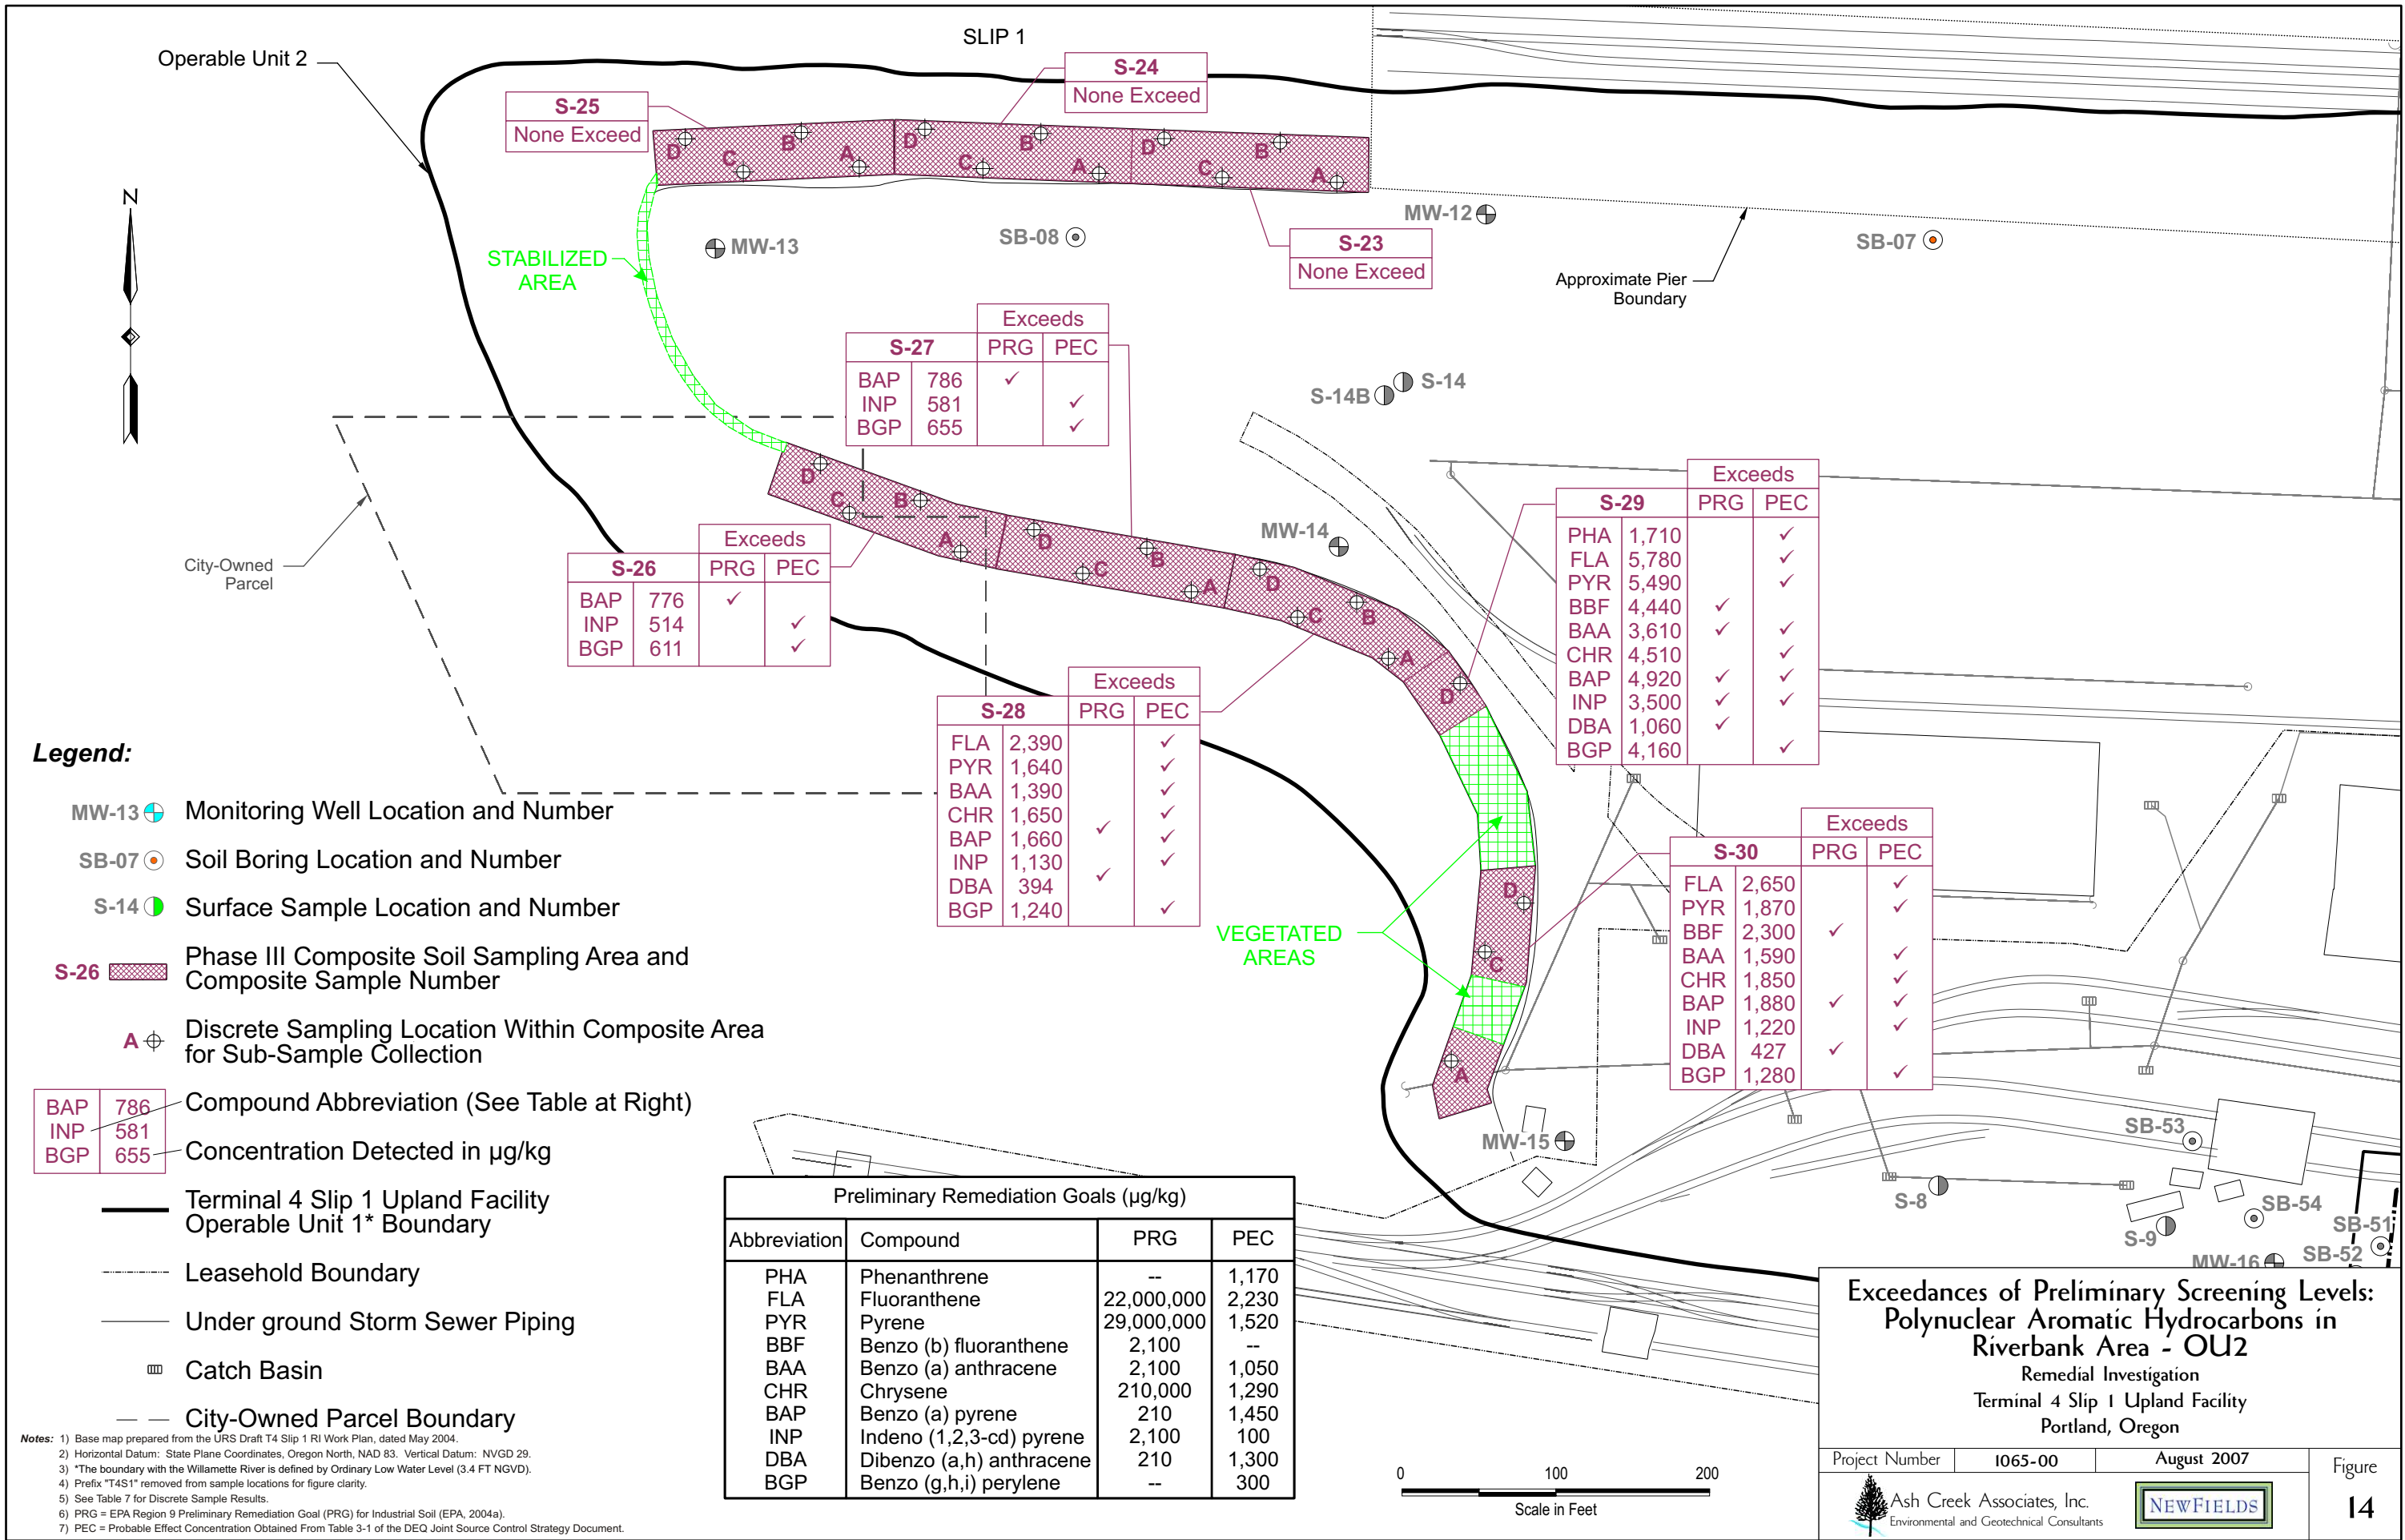 SLIP 1
Operable Unit 2
S-24
None Exceed
S-25
None Exceed
D
C
B
A
D
C
B
A
D
C
B
A
N
MW-12
MW-13
SB-08
SB-07
S-23
None Exceed
STABILIZED
AREA
Approximate Pier
Boundary
Exceeds
S-27 PRG PEC
BAP 786 ✓
INP 581 ✓
BGP 655 ✓
S-14B
S-14
MW-14
City-Owned
Parcel
D
C
B
A
D
C
B
A
D
C
B
A
D
Exceeds
S-26 PRG PEC
BAP 776 ✓
INP 514 ✓
BGP 611 ✓
Exceeds
S-29 PRG PEC
PHA 1,710 ✓
FLA 5,780 ✓
PYR 5,490 ✓
BBF 4,440 ✓
BAA 3,610 ✓ ✓
CHR 4,510 ✓
BAP 4,920 ✓ ✓
INP 3,500 ✓ ✓
DBA 1,060 ✓
BGP 4,160 ✓
Exceeds
S-28 PRG PEC
FLA 2,390 ✓
PYR 1,640 ✓
BAA 1,390 ✓
CHR 1,650 ✓
BAP 1,660 ✓ ✓
INP 1,130 ✓
DBA 394 ✓
BGP 1,240 ✓
Exceeds
S-30 PRG PEC
FLA 2,650 ✓
PYR 1,870 ✓
BBF 2,300 ✓
BAA 1,590 ✓
CHR 1,850 ✓
BAP 1,880 ✓ ✓
INP 1,220 ✓
DBA 427 ✓
BGP 1,280 ✓
D
C
A
VEGETATED
AREAS
MW-15
S-8
S-9
SB-53
SB-54
SB-51
SB-52
MW-16
Legend:
MW-13 Monitoring Well Location and Number
SB-07 Soil Boring Location and Number
S-14 Surface Sample Location and Number
S-26 Phase III Composite Soil Sampling Area and
Composite Sample Number
A Discrete Sampling Location Within Composite Area
for Sub-Sample Collection
BAP 786
INP 581
BGP 655
Compound Abbreviation (See Table at Right)
Concentration Detected in µg/kg
Terminal 4 Slip 1 Upland Facility
Operable Unit 1* Boundary
Leasehold Boundary
Under ground Storm Sewer Piping
Catch Basin
City-Owned Parcel Boundary
Notes: 1) Base map prepared from the URS Draft T4 Slip 1 RI Work Plan, dated May 2004.
2) Horizontal Datum: State Plane Coordinates, Oregon North, NAD 83. Vertical Datum: NVGD 29.
3) *The boundary with the Willamette River is defined by Ordinary Low Water Level (3.4 FT NGVD).
4) Prefix "T4S1" removed from sample locations for figure clarity.
5) See Table 7 for Discrete Sample Results.
6) PRG = EPA Region 9 Preliminary Remediation Goal (PRG) for Industrial Soil (EPA, 2004a).
7) PEC = Probable Effect Concentration Obtained From Table 3-1 of the DEQ Joint Source Control Strategy Document.
Preliminary Remediation Goals (µg/kg)
Abbreviation Compound PRG PEC
PHA Phenanthrene -- 1,170
FLA Fluoranthene 22,000,000 2,230
PYR Pyrene 29,000,000 1,520
BBF Benzo (b) fluoranthene 2,100 --
BAA Benzo (a) anthracene 2,100 1,050
CHR Chrysene 210,000 1,290
BAP Benzo (a) pyrene 210 1,450
INP Indeno (1,2,3-cd) pyrene 2,100 100
DBA Dibenzo (a,h) anthracene 210 1,300
BGP Benzo (g,h,i) perylene -- 300
0 100 200
Scale in Feet
Exceedances of Preliminary Screening Levels:
Polynuclear Aromatic Hydrocarbons in
Riverbank Area - OU2
Remedial Investigation
Terminal 4 Slip 1 Upland Facility
Portland, Oregon
Project Number 1065-00 August 2007
Figure
14
Ash Creek Associates, Inc.
Environmental and Geotechnical Consultants
NEWFIELDS